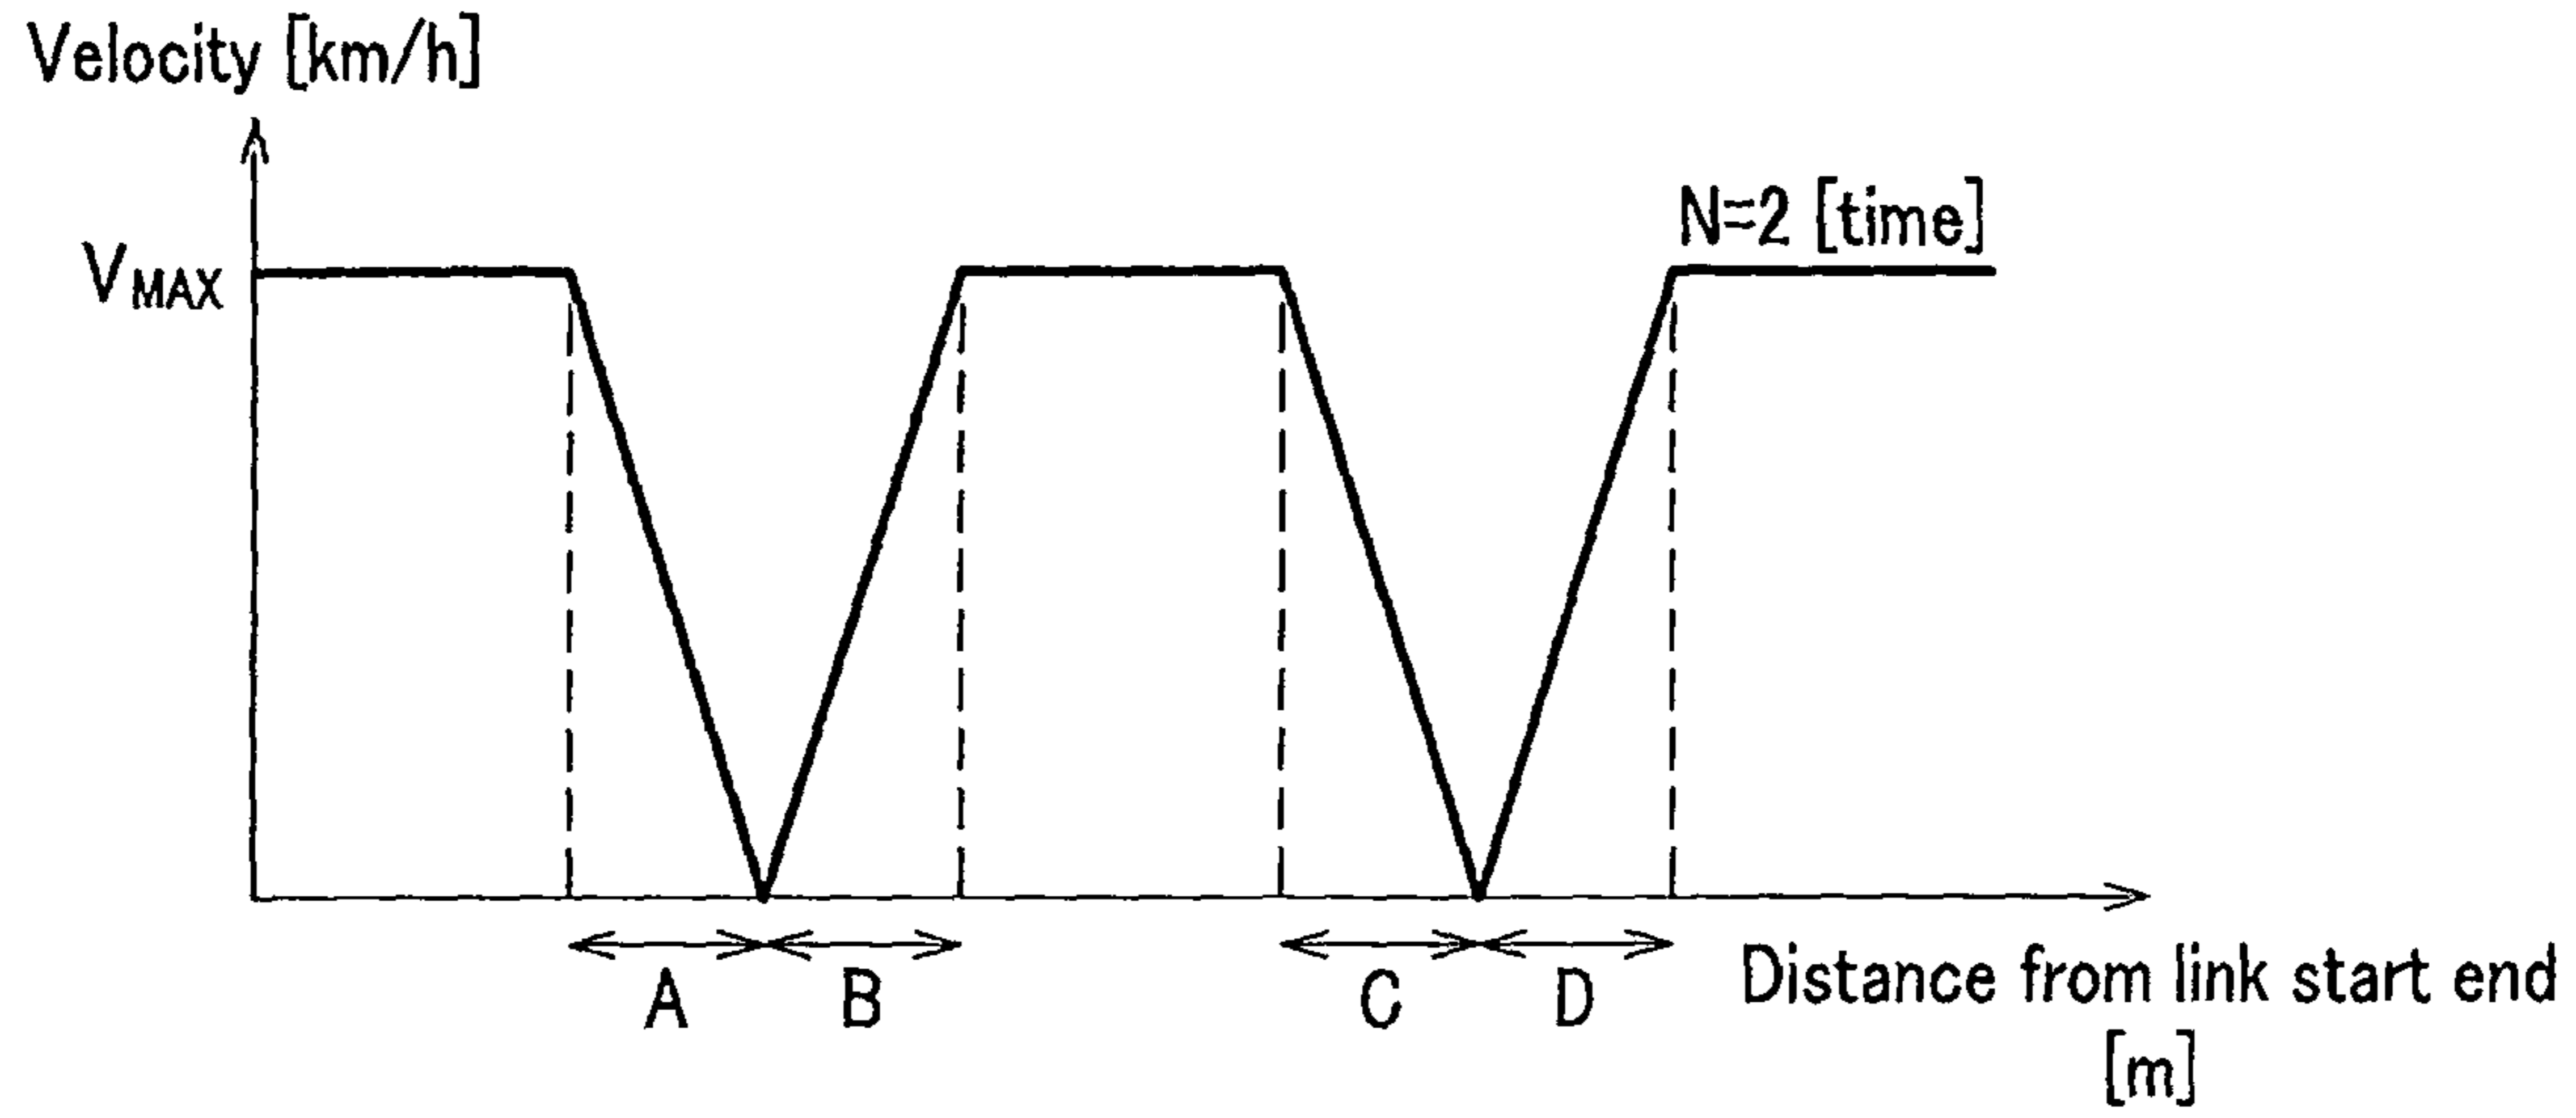 Velocity [km/h]
N=2 [time]
VMAX
A
B
C
D
Distance from link start end
[m]